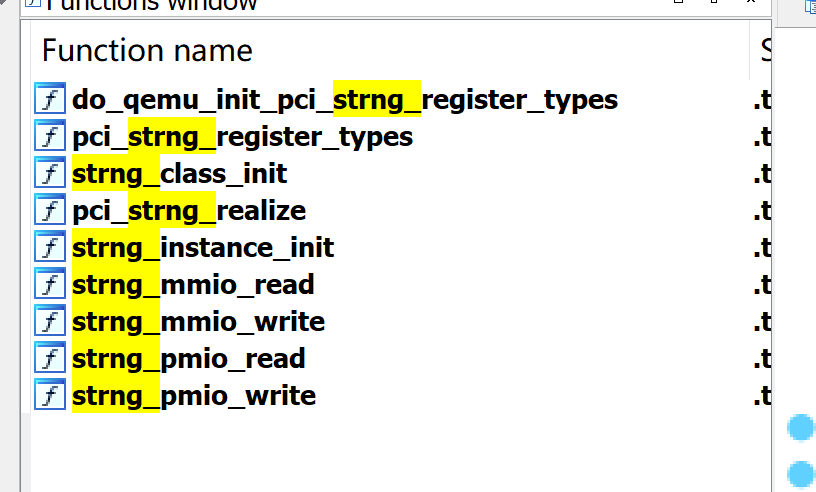 Functions window
Function name S
do_qemu_init_pci_strng_register_types .t
pci_strng_register_types .t
strng_class_init .t
pci_strng_realize .t
strng_instance_init .t
strng_mmio_read .t
strng_mmio_write .t
strng_pmio_read .t
strng_pmio_write .t